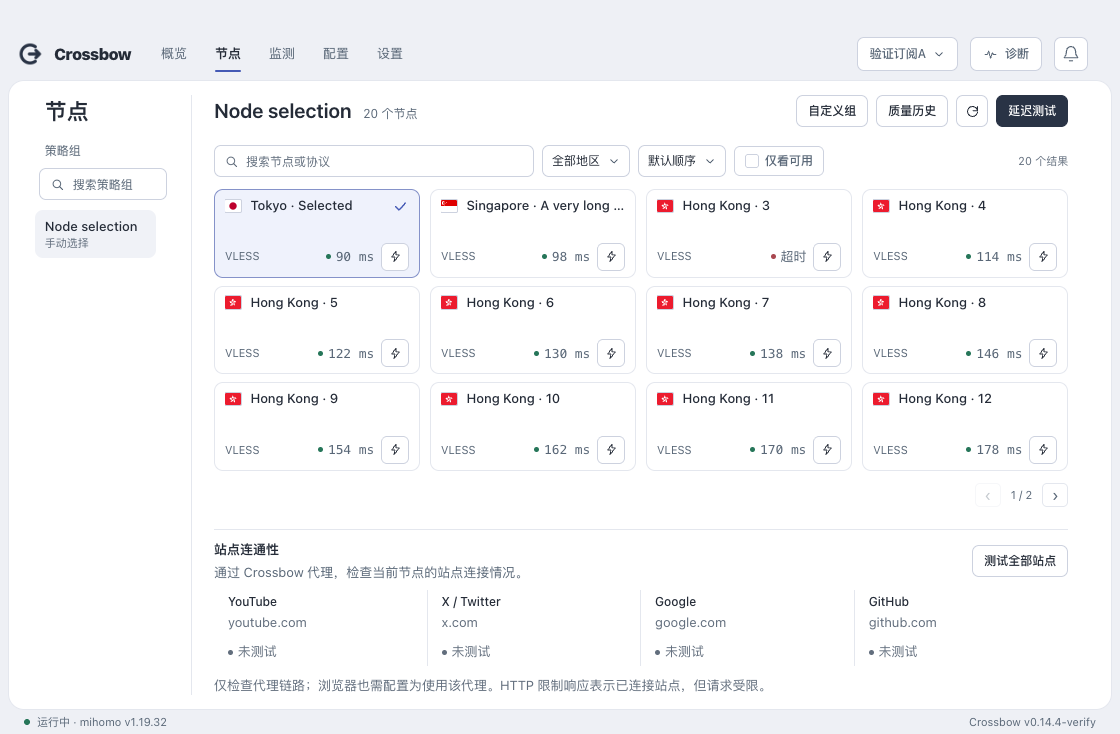 Crossbow 概览 节点 监测 配置 设置 验证订阅A 诊断
节点
策略组
搜索策略组
Node selection
手动选择
Node selection 20 个节点 自定义组 质量历史 延迟测试
搜索节点或协议 全部地区 默认顺序 仅看可用 20 个结果
Tokyo · Selected
VLESS 90 ms
Singapore · A very long ...
VLESS 98 ms
Hong Kong · 3
VLESS 超时
Hong Kong · 4
VLESS 114 ms
Hong Kong · 5
VLESS 122 ms
Hong Kong · 6
VLESS 130 ms
Hong Kong · 7
VLESS 138 ms
Hong Kong · 8
VLESS 146 ms
Hong Kong · 9
VLESS 154 ms
Hong Kong · 10
VLESS 162 ms
Hong Kong · 11
VLESS 170 ms
Hong Kong · 12
VLESS 178 ms
1 / 2
站点连通性
通过 Crossbow 代理，检查当前节点的站点连接情况。
测试全部站点
YouTube
youtube.com
未测试
X / Twitter
x.com
未测试
Google
google.com
未测试
GitHub
github.com
未测试
仅检查代理链路；浏览器也需配置为使用该代理。HTTP 限制响应表示已连接站点，但请求受限。
运行中 · mihomo v1.19.32
Crossbow v0.14.4-verify